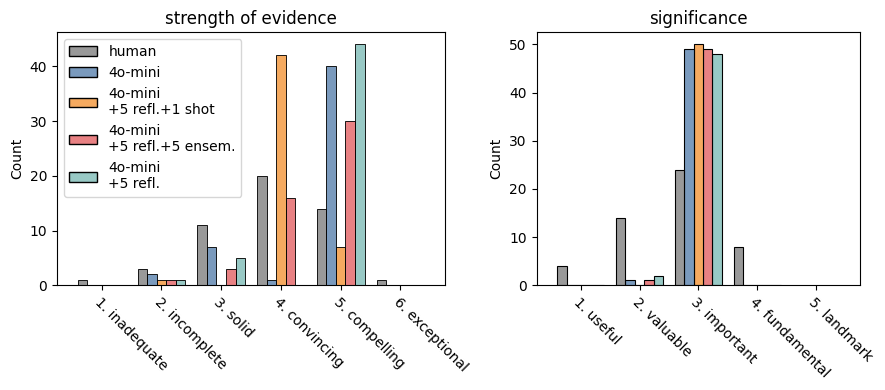 strength of evidence
Count
40
30
20
10
0
human
4o-mini
4o-mini
+5 refl.+1 shot
4o-mini
+5 refl.+5 ensem.
4o-mini
+5 refl.
1. inadequate
2. incomplete
3. solid
4. convincing
5. compelling
6. exceptional
significance
Count
50
40
30
20
10
0
1. useful
2. valuable
3. important
4. fundamental
5. landmark